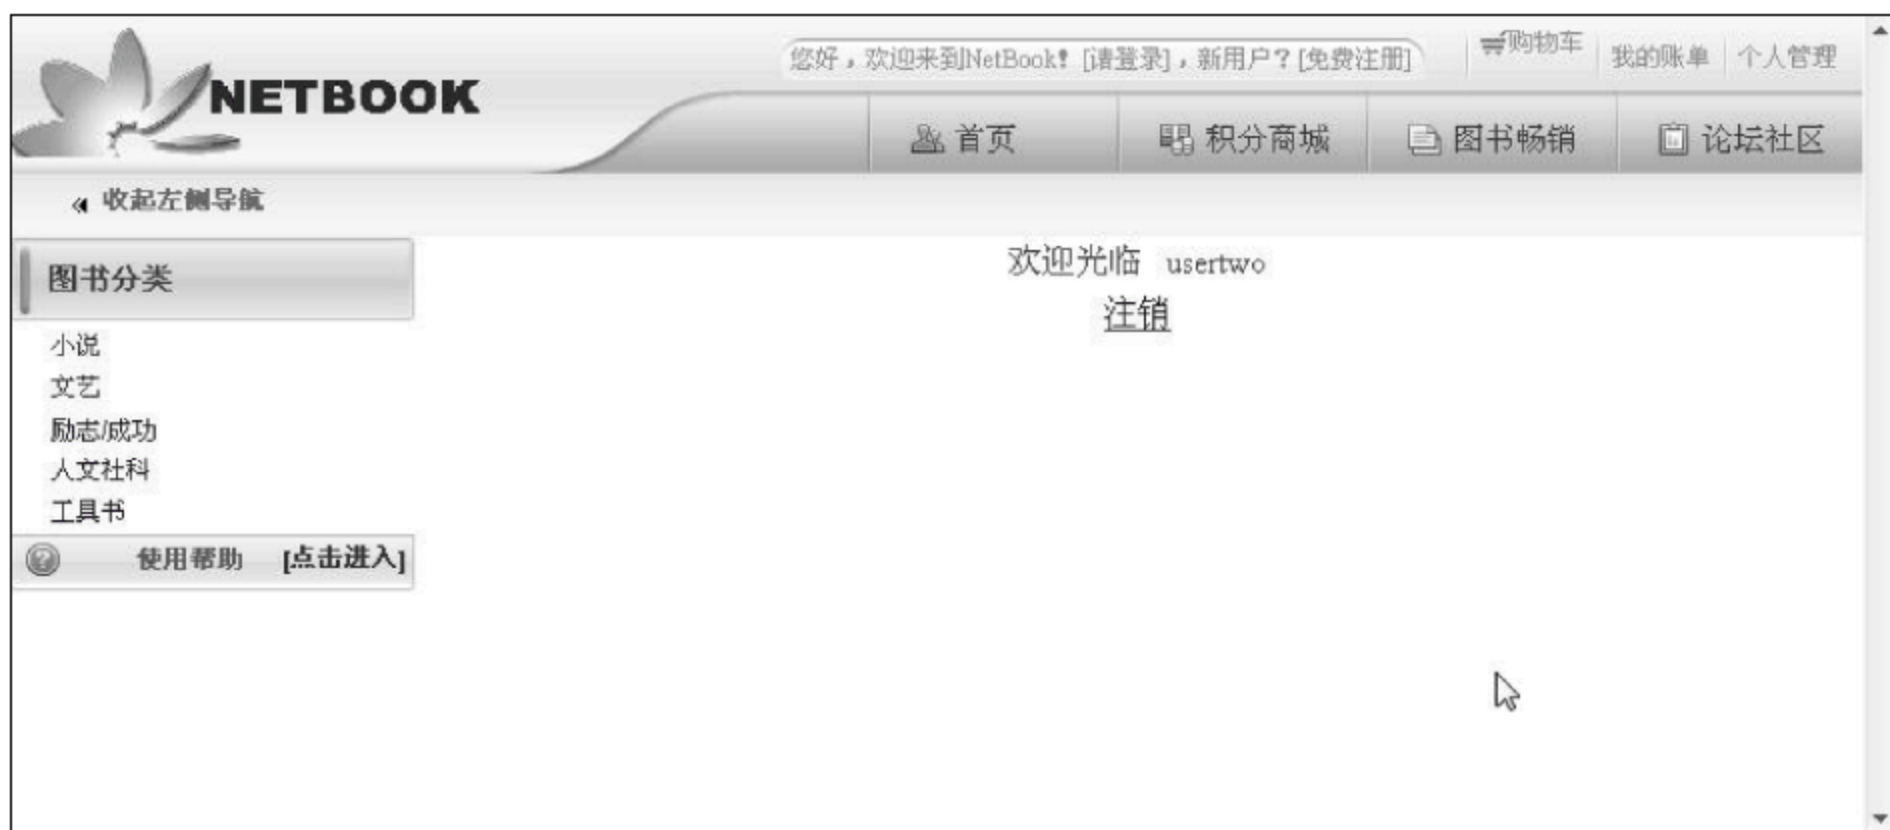 NETBOOK
您好，欢迎来到NetBook! [请登录]，新用户？[免费注册]
购物车
我的账单
个人管理
首页
积分商城
图书畅销
论坛社区
收起左侧导航
图书分类
小说
文艺
励志/成功
人文社科
工具书
使用帮助 [点击进入]
欢迎光临 usertwo
注销